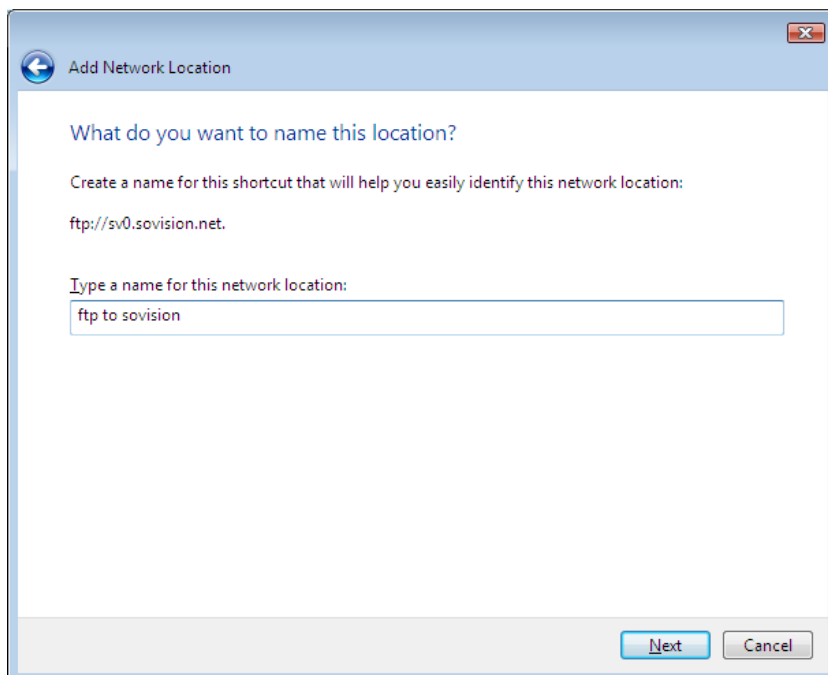 Add Network Location
What do you want to name this location?
Create a name for this shortcut that will help you easily identify this network location:
ftp://sv0.sovision.net.
Type a name for this network location:
ftp to sovision
Next
Cancel